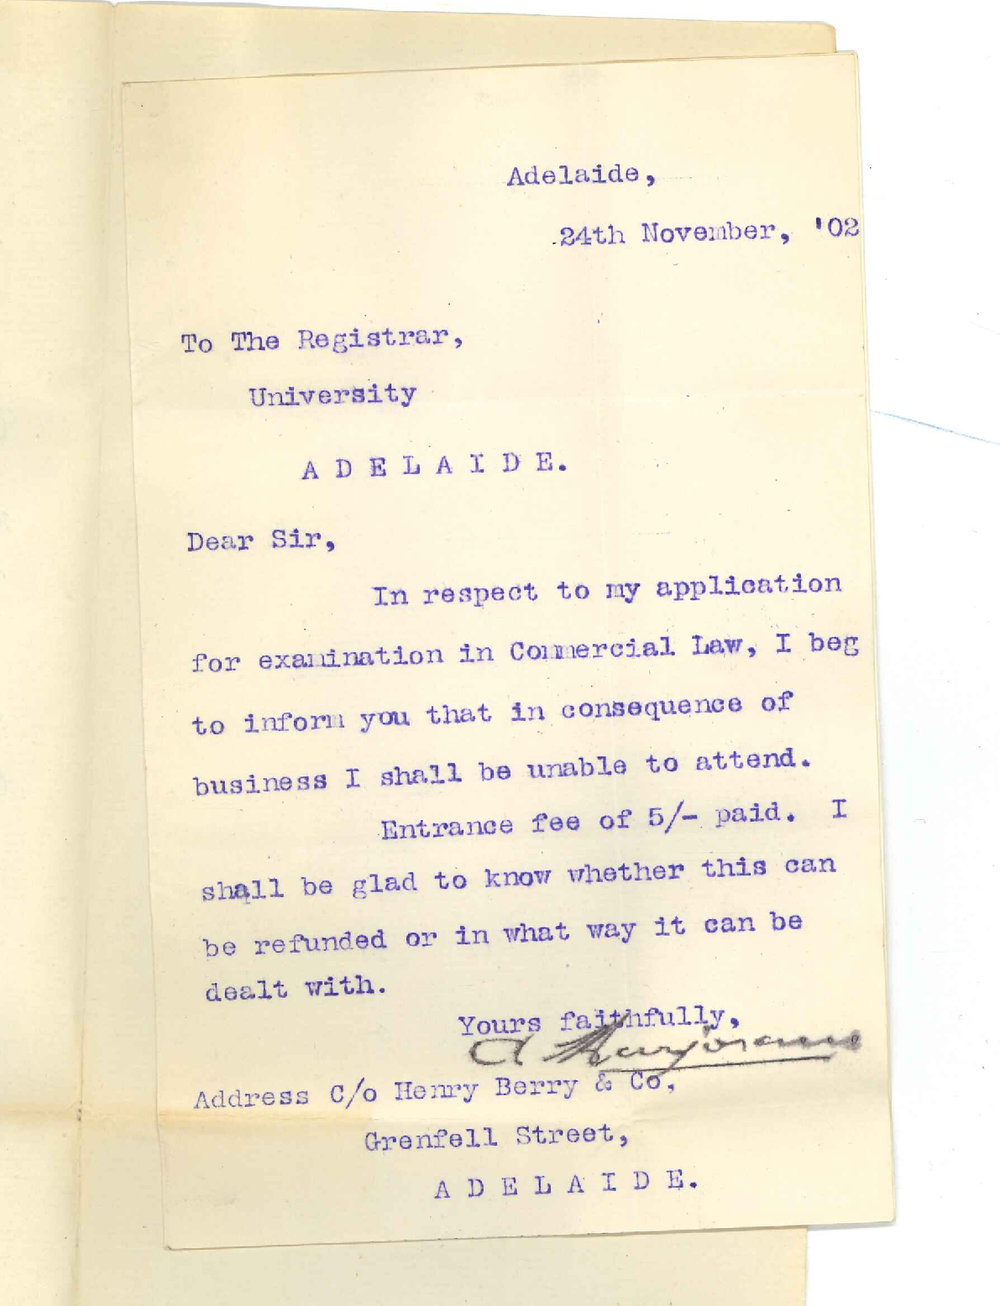 Adelaide,
24th November, '02
To The Registrar,
University
A D E L A I D E.
Dear Sir,
In respect to my application
for examination in Commercial Law, I beg
to inform you that in consequence of
business I shall be unable to attend.
Entrance fee of 5/- paid. I
shall be glad to know whether this can
be refunded or in what way it can be
dealt with.
Yours faithfully,
A
Address C/o Henry Berry & Co.
Grenfell Street,
A D E L A I D E.